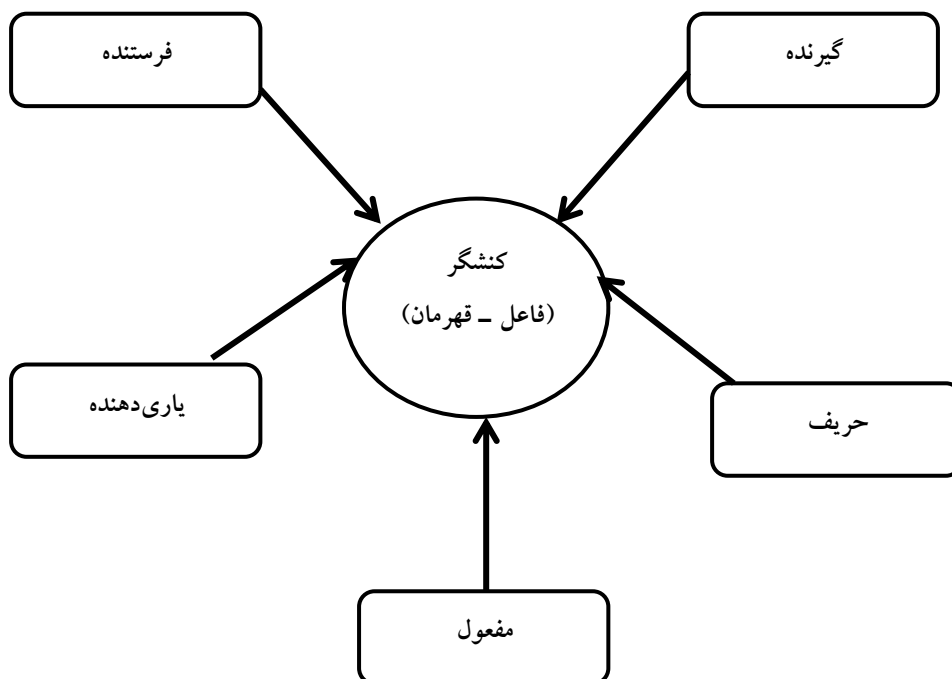 گیرنده
فرستنده
کنشگر
(فاعل – قهرمان)
حریف
یاری‌دهنده
مفعول